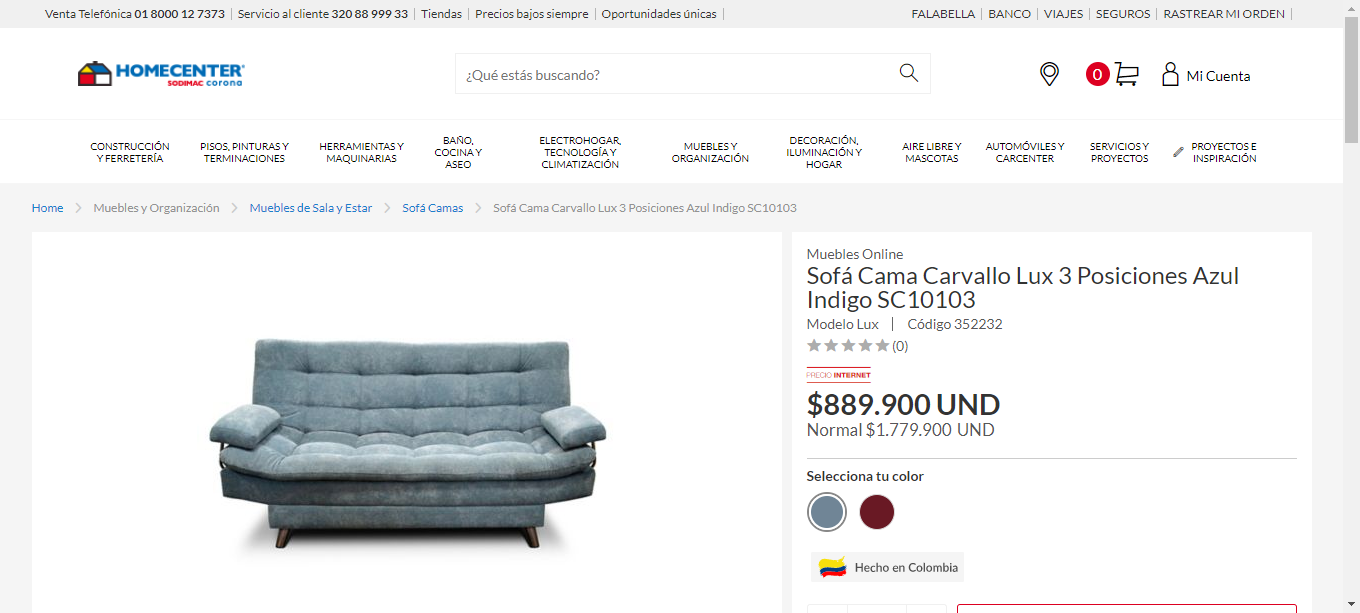 Venta Telefónica 01 8000 12 7373 | Servicio al cliente 320 88 999 33 | Tiendas | Precios bajos siempre | Oportunidades únicas |
FALABELLA | BANCO | VIAJES | SEGUROS | RASTREAR MI ORDEN |
HOMECENTER
SODIMAC corona
¿Qué estás buscando?
0
Mi Cuenta
CONSTRUCCIÓN
Y FERRETERÍA
PISOS, PINTURAS Y
TERMINACIONES
HERRAMIENTAS Y
MAQUINARIAS
BAÑO,
COCINA Y
ASEO
ELECTROHOGAR,
TECNOLOGÍA Y
CLIMATIZACIÓN
MUEBLES Y
ORGANIZACIÓN
DECORACIÓN,
ILUMINACIÓN Y
HOGAR
AIRE LIBRE Y
MASCOTAS
AUTOMÓVILES Y
CARCENTER
SERVICIOS Y
PROYECTOS
PROYECTOS E
INSPIRACIÓN
Home > Muebles y Organización > Muebles de Sala y Estar > Sofá Camas > Sofá Cama Carvallo Lux 3 Posiciones Azul Indigo SC10103
Muebles Online
Sofá Cama Carvallo Lux 3 Posiciones Azul
Indigo SC10103
Modelo Lux | Código 352232
(0)
PRECIO INTERNET
$889.900 UND
Normal $1.779.900 UND
Selecciona tu color
Hecho en Colombia